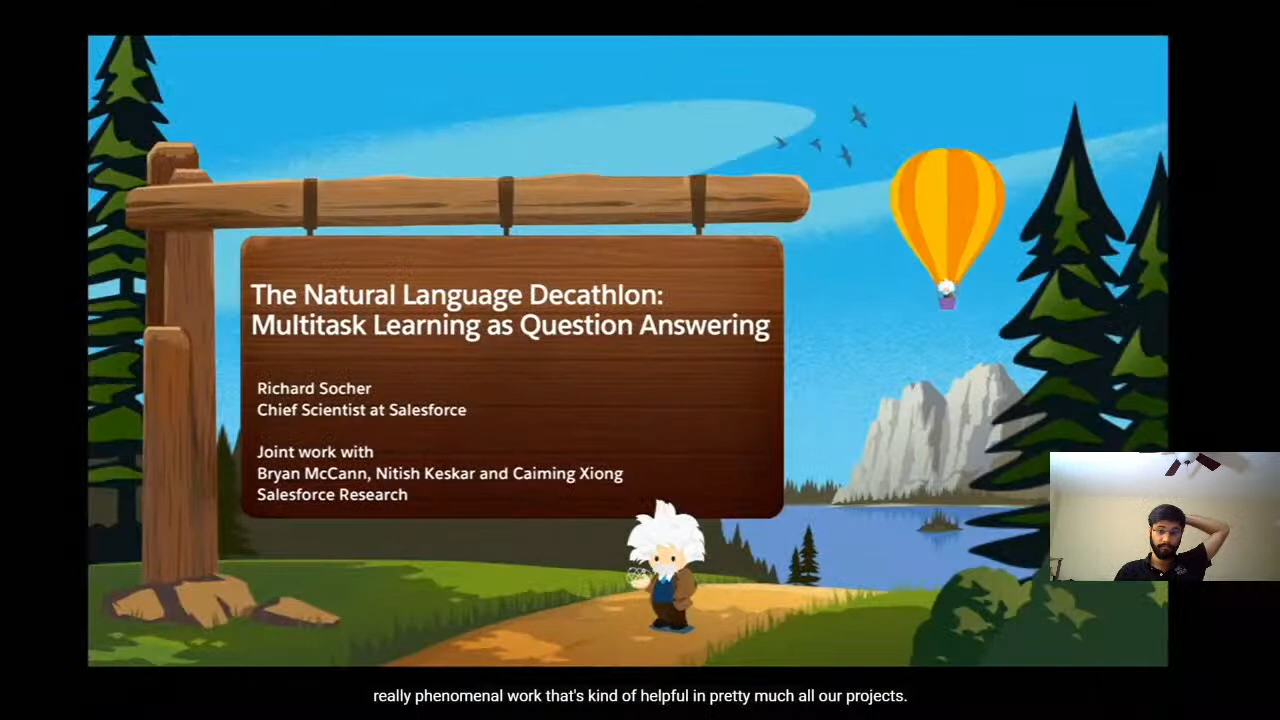 The Natural Language Decathlon:
Multitask Learning as Question Answering
Richard Socher
Chief Scientist at Salesforce
Joint work with
Bryan McCann, Nitish Keskar and Caiming Xiong
Salesforce Research
really phenomenal work that's kind of helpful in pretty much all our projects.